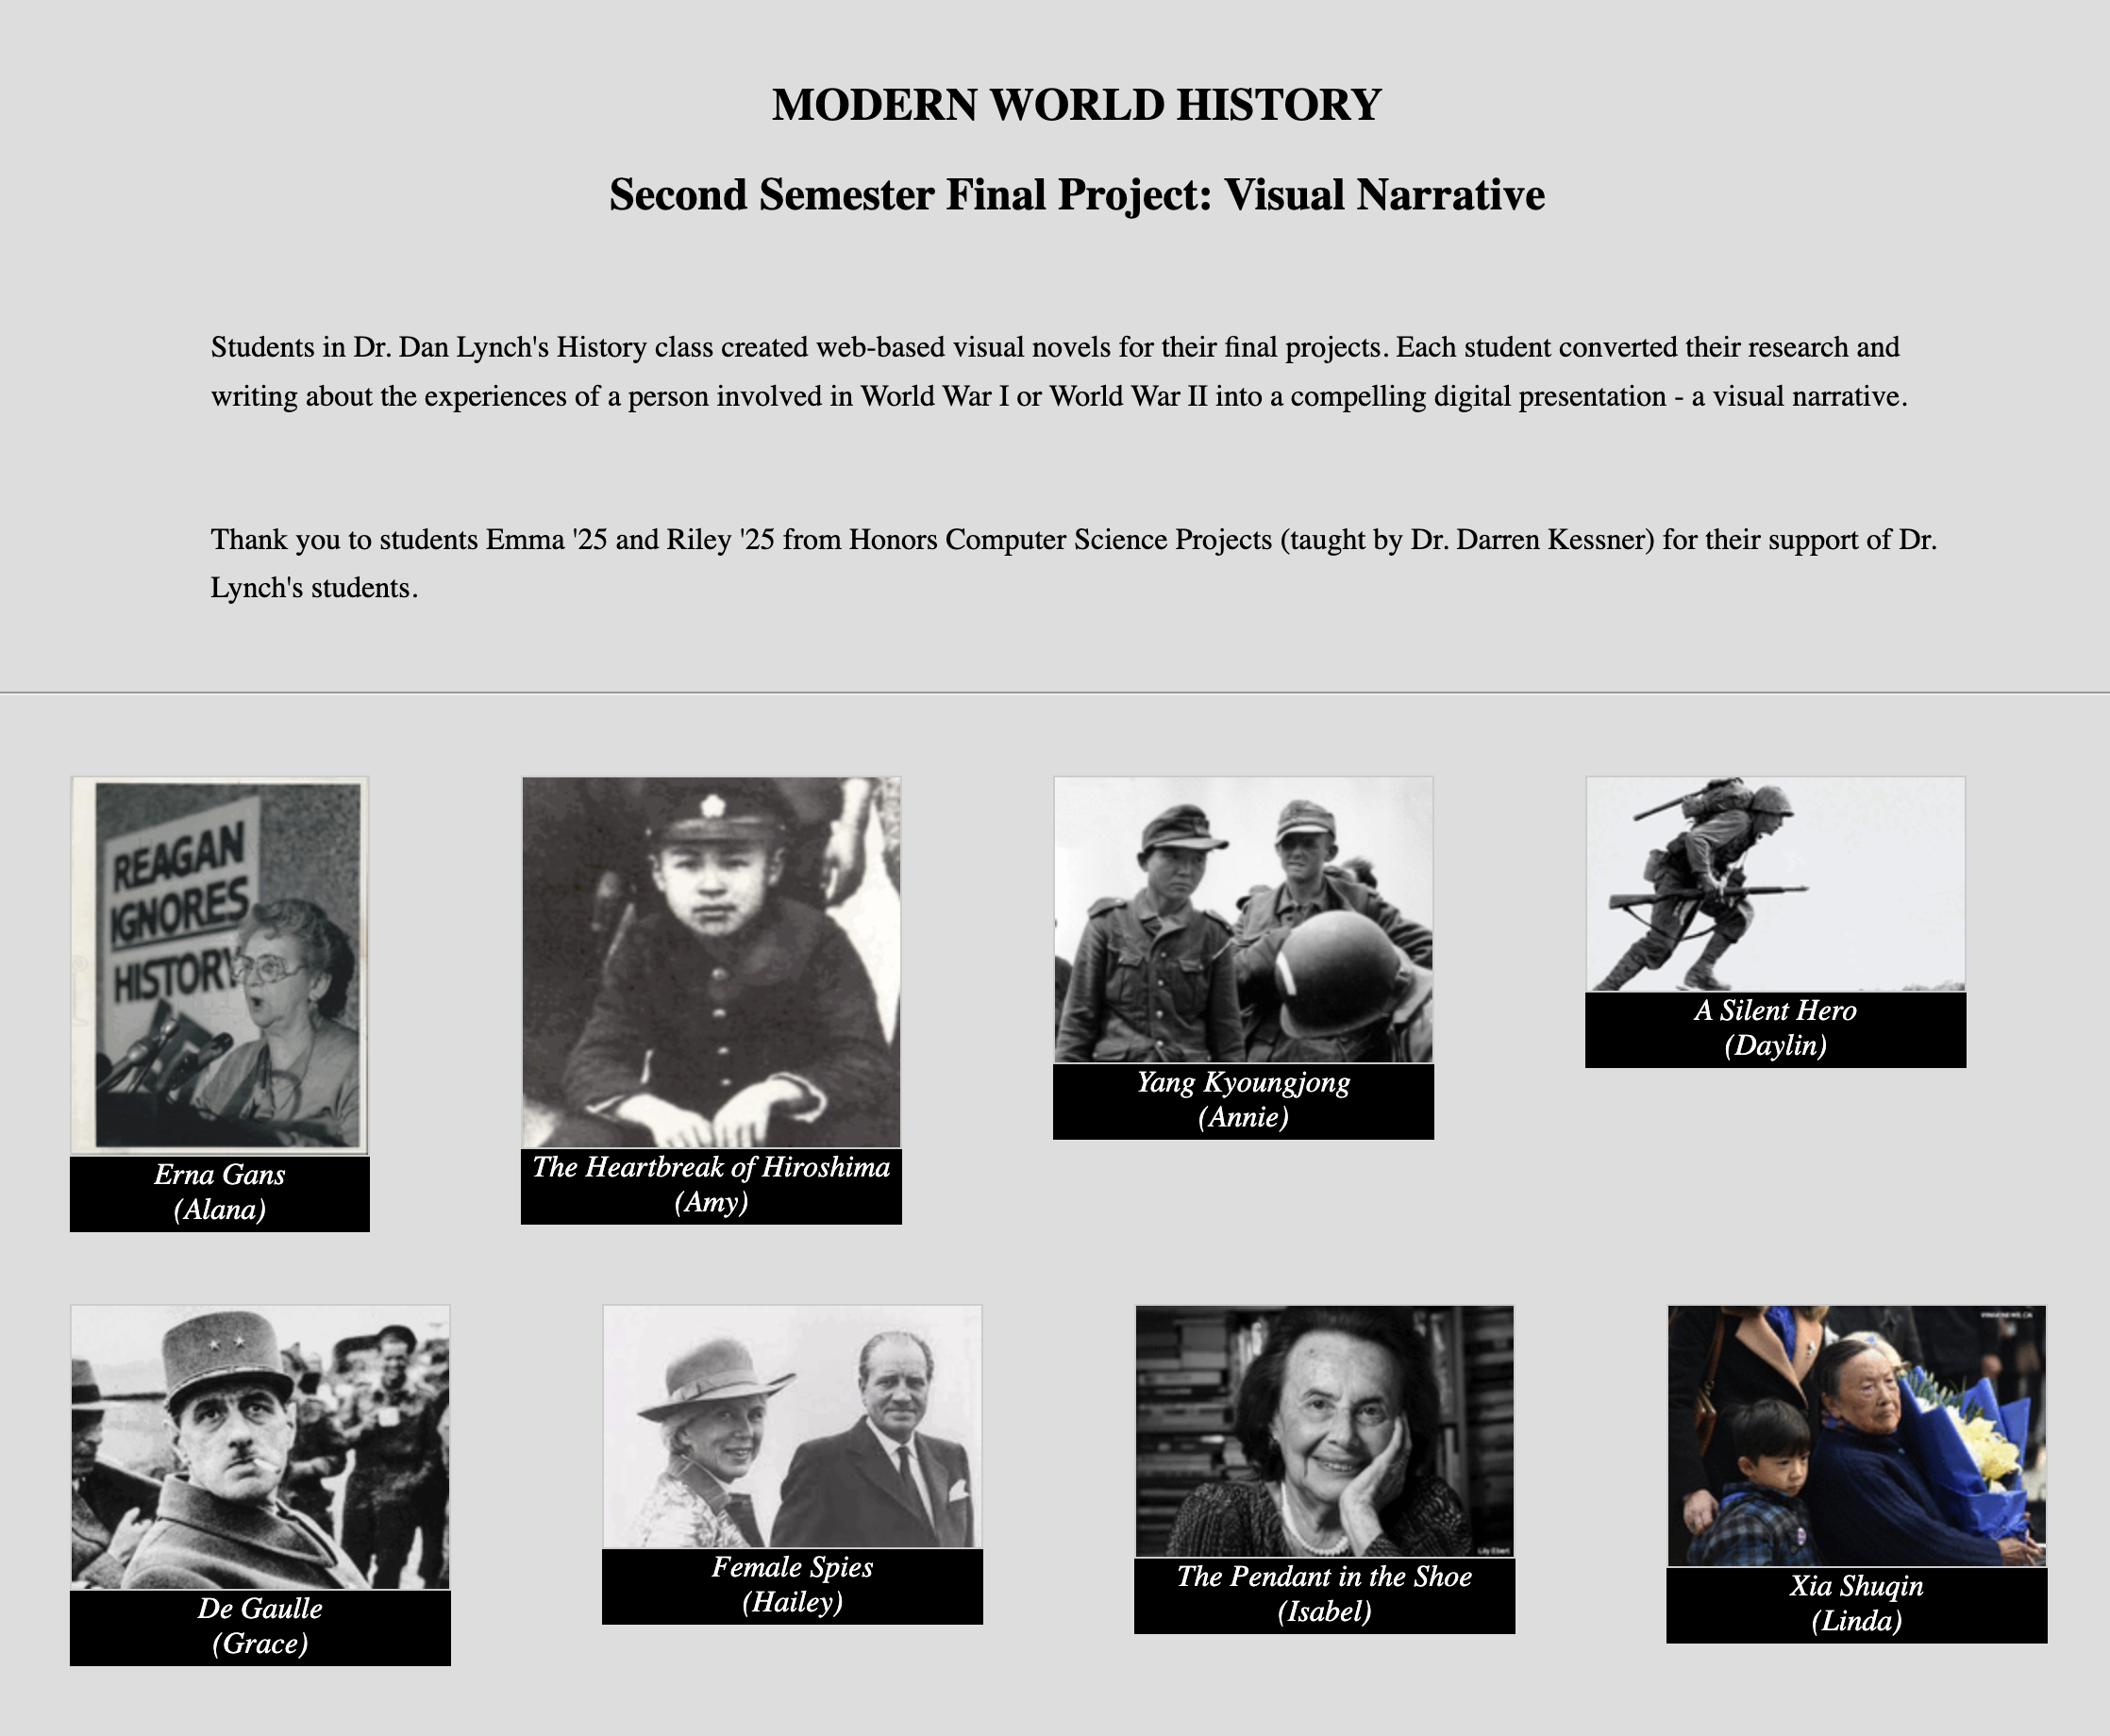 MODERN WORLD HISTORY
Second Semester Final Project: Visual Narrative
Students in Dr. Dan Lynch's History class created web-based visual novels for their final projects. Each student converted their research and
writing about the experiences of a person involved in World War I or World War II into a compelling digital presentation - a visual narrative.
Thank you to students Emma '25 and Riley '25 from Honors Computer Science Projects (taught by Dr. Darren Kessner) for their support of Dr.
Lynch's students.
REAGAN
IGNORES
HISTORY
Erna Gans
(Alana)
The Heartbreak of Hiroshima
(Amy)
Yang Kyoungjong
(Annie)
A Silent Hero
(Daylin)
De Gaulle
(Grace)
Female Spies
(Hailey)
Lily Ebert
The Pendant in the Shoe
(Isabel)
Xia Shuqin
(Linda)